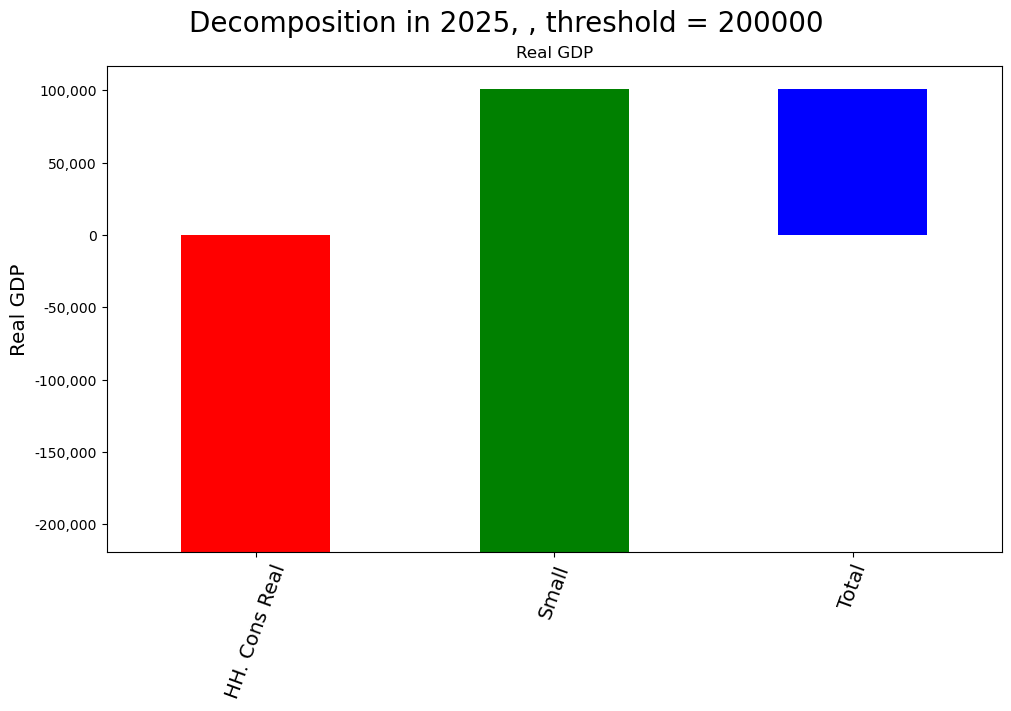 Decomposition in 2025, , threshold = 200000
Real GDP
Real GDP
100,000
50,000
0
-50,000
-100,000
-150,000
-200,000
HH. Cons Real
Small
Total